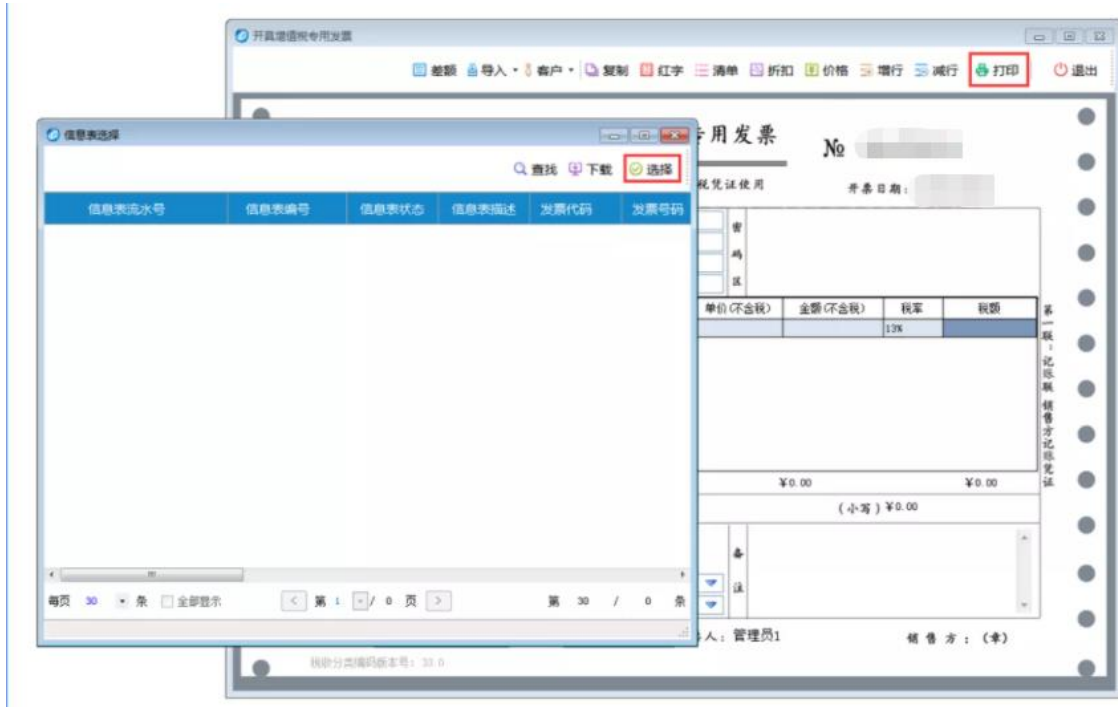 开具增值税专用发票
差额 导入 客户 复制 红字 清单 折扣 价格 增行 减行 打印 退出
信息表选择
专用发票 №
查找 下载 选择
税凭证使用 开票日期:
信息表流水号 信息表编号 信息表状态 信息表描述 发票代码 发票号码
密码区
单价(不含税) 金额(不含税) 税率 税额
13%
第一联:记账联 销售方记账凭证
¥0.00 ¥0.00
(小写) ¥0.00
备注
每页 30 条 全部显示 < 第 1 / 0 页 > 第 30 / 0 条
人: 管理员1 销售方: (章)
税收分类编码版本号: 33.0